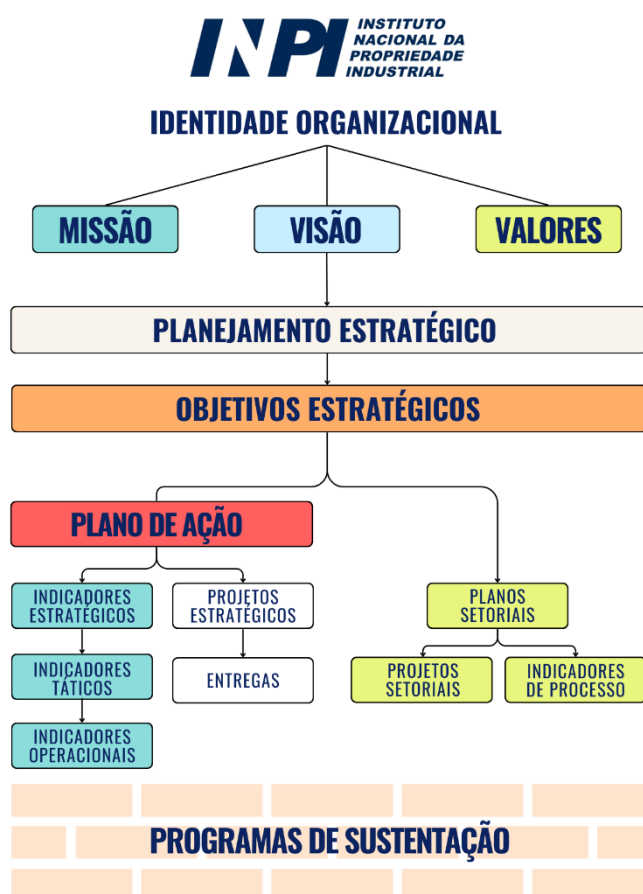 INPI
INSTITUTO
NACIONAL DA
PROPRIEDADE
INDUSTRIAL
IDENTIDADE ORGANIZACIONAL
MISSÃO
VISÃO
VALORES
PLANEJAMENTO ESTRATÉGICO
OBJETIVOS ESTRATÉGICOS
PLANO DE AÇÃO
INDICADORES
ESTRATÉGICOS
PROJETOS
ESTRATÉGICOS
PLANOS
SETORIAIS
INDICADORES
TÁTICOS
ENTREGAS
PROJETOS
SETORIAIS
INDICADORES
DE PROCESSO
INDICADORES
OPERACIONAIS
PROGRAMAS DE SUSTENTAÇÃO